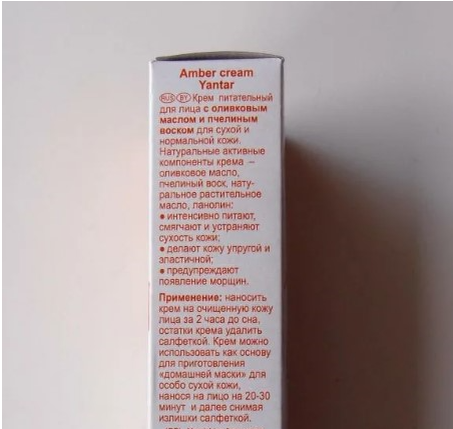 Amber cream
Yantar
RUS BY Крем питательный
для лица с оливковым
маслом и пчелиным
воском для сухой и
нормальной кожи.
Натуральные активные
компоненты крема –
оливковое масло,
пчелиный воск, нату-
ральное растительное
масло, ланолин:
• интенсивно питают,
смягчают и устраняют
сухость кожи;
• делают кожу упругой и
эластичной;
• предупреждают
появление морщин.
Применение: наносить
крем на очищенную кожу
лица за 2 часа до сна,
остатки крема удалить
салфеткой. Крем можно
использовать как основу
для приготовления
«домашней маски» для
особо сухой кожи,
нанося на лицо на 20-30
минут и далее снимая
излишки салфеткой.